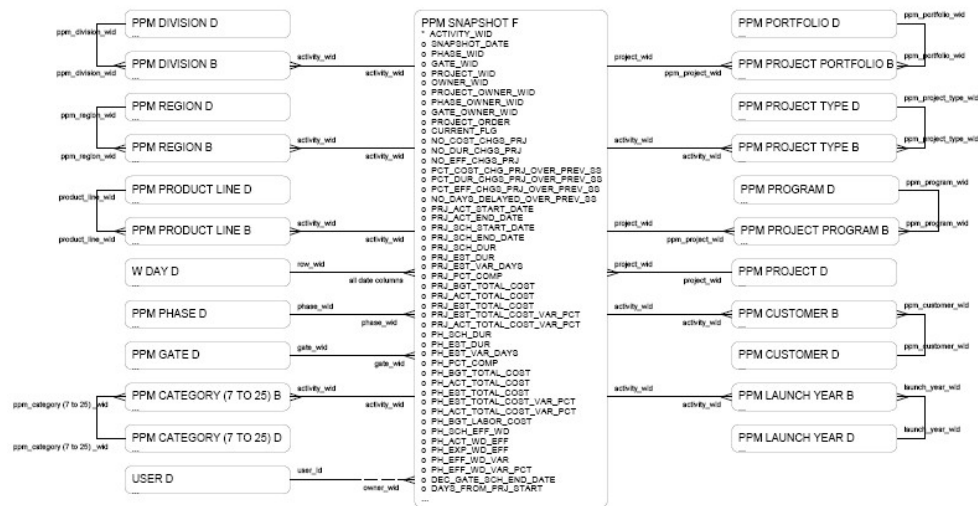 PPM DIVISION D
...
ppm_division_wid
PPM DIVISION B
...
ppm_division_wid
activity_wid
activity_wid
PPM REGION D
...
ppm_region_wid
PPM REGION B
...
ppm_region_wid
activity_wid
activity_wid
PPM PRODUCT LINE D
...
product_line_wid
PPM PRODUCT LINE B
...
product_line_wid
activity_wid
activity_wid
W DAY D
...
row_wid
all date columns
PPM PHASE D
...
phase_wid
phase_wid
PPM GATE D
...
gate_wid
gate_wid
PPM CATEGORY (7 TO 25) B
...
ppm_category (7 to 25) _wid
activity_wid
activity_wid
PPM CATEGORY (7 TO 25) D
...
ppm_category (7 to 25) _wid
USER D
...
user_id
owner_wid
PPM SNAPSHOT F
* ACTIVITY_WID
o SNAPSHOT_DATE
o PHASE_WID
o GATE_WID
o PROJECT_WID
o OWNER_WID
o PROJECT_OWNER_WID
o PHASE_OWNER_WID
o GATE_OWNER_WID
o PROJECT_ORDER
o CURRENT_FLG
o NO_COST_CHGS_PRJ
o NO_DUR_CHGS_PRJ
o NO_EFF_CHGS_PRJ
o PCT_COST_CHG_PRJ_OVER_PREV_SS
o PCT_DUR_CHGS_PRJ_OVER_PREV_SS
o PCT_EFF_CHGS_PRJ_OVER_PREV_SS
o NO_DAYS_DELAYED_OVER_PREV_SS
o PRJ_ACT_START_DATE
o PRJ_ACT_END_DATE
o PRJ_SCH_START_DATE
o PRJ_SCH_END_DATE
o PRJ_SCH_DUR
o PRJ_EST_DUR
o PRJ_EST_VAR_DAYS
o PRJ_PCT_COMP
o PRJ_BGT_TOTAL_COST
o PRJ_ACT_TOTAL_COST
o PRJ_EST_TOTAL_COST
o PRJ_EST_TOTAL_COST_VAR_PCT
o PRJ_ACT_TOTAL_COST_VAR_PCT
o PH_SCH_DUR
o PH_EST_DUR
o PH_EST_VAR_DAYS
o PH_PCT_COMP
o PH_BGT_TOTAL_COST
o PH_ACT_TOTAL_COST
o PH_EST_TOTAL_COST
o PH_EST_TOTAL_COST_VAR_PCT
o PH_ACT_TOTAL_COST_VAR_PCT
o PH_BGT_LABOR_COST
o PH_SCH_EFF_WD
o PH_ACT_WD_EFF
o PH_EXP_WD_EFF
o PH_EFF_WD_VAR
o PH_EFF_WD_VAR_PCT
o DEC_GATE_SCH_END_DATE
o DAYS_FROM_PRJ_START
...
PPM PORTFOLIO D
...
ppm_portfolio_wid
project_wid
ppm_project_wid
PPM PROJECT PORTFOLIO B
...
ppm_portfolio_wid
PPM PROJECT TYPE D
...
ppm_project_type_wid
activity_wid
activity_wid
PPM PROJECT TYPE B
...
ppm_project_type_wid
PPM PROGRAM D
...
ppm_program_wid
project_wid
ppm_project_wid
PPM PROJECT PROGRAM B
...
ppm_program_wid
project_wid
project_wid
PPM PROJECT D
...
activity_wid
activity_wid
PPM CUSTOMER B
...
ppm_customer_wid
PPM CUSTOMER D
...
ppm_customer_wid
activity_wid
activity_wid
PPM LAUNCH YEAR B
...
launch_year_wid
PPM LAUNCH YEAR D
...
launch_year_wid